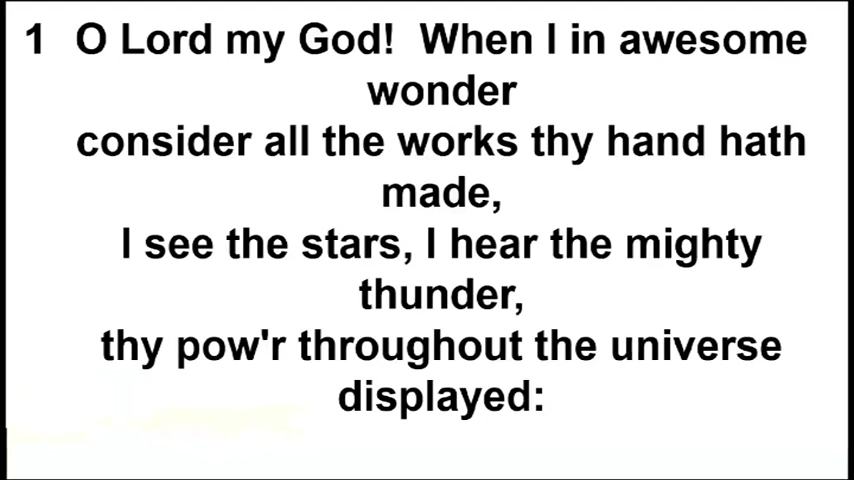 1 O Lord my God! When I in awesome
wonder
consider all the works thy hand hath
made,
I see the stars, I hear the mighty
thunder,
thy pow'r throughout the universe
displayed: